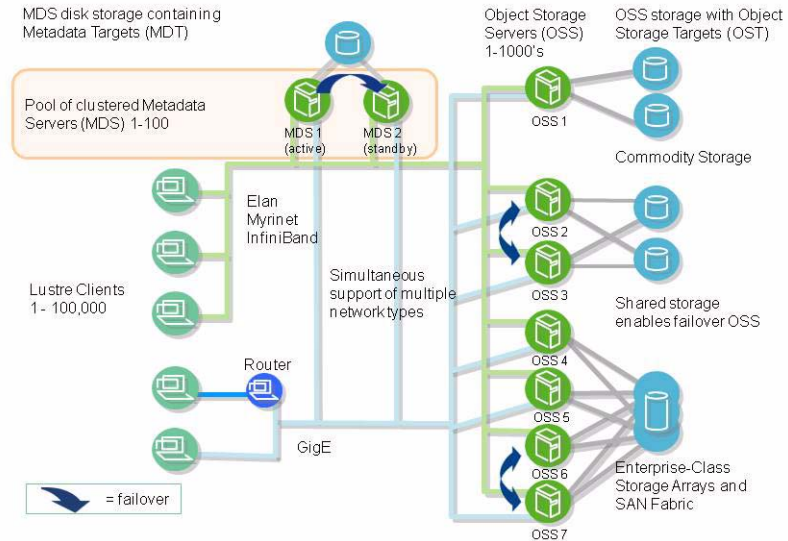 MDS disk storage containing
Metadata Targets (MDT)
Object Storage
Servers (OSS)
1-1000's
OSS storage with Object
Storage Targets (OST)
Pool of clustered Metadata
Servers (MDS) 1-100
MDS 1
(active)
MDS 2
(standby)
OSS 1
Commodity Storage
Elan
Myrinet
InfiniBand
OSS 2
OSS 3
Lustre Clients
1 - 100,000
Simultaneous
support of multiple
network types
Shared storage
enables failover OSS
OSS 4
Router
OSS 5
GigE
OSS 6
Enterprise-Class
Storage Arrays and
SAN Fabric
= failover
OSS 7